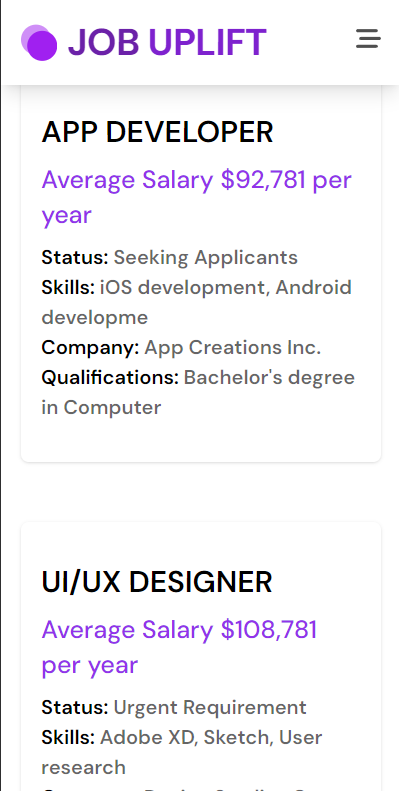 JOB UPLIFT
APP DEVELOPER
Average Salary $92,781 per
year
Status: Seeking Applicants
Skills: iOS development, Android
developme
Company: App Creations Inc.
Qualifications: Bachelor's degree
in Computer
UI/UX DESIGNER
Average Salary $108,781
per year
Status: Urgent Requirement
Skills: Adobe XD, Sketch, User
research